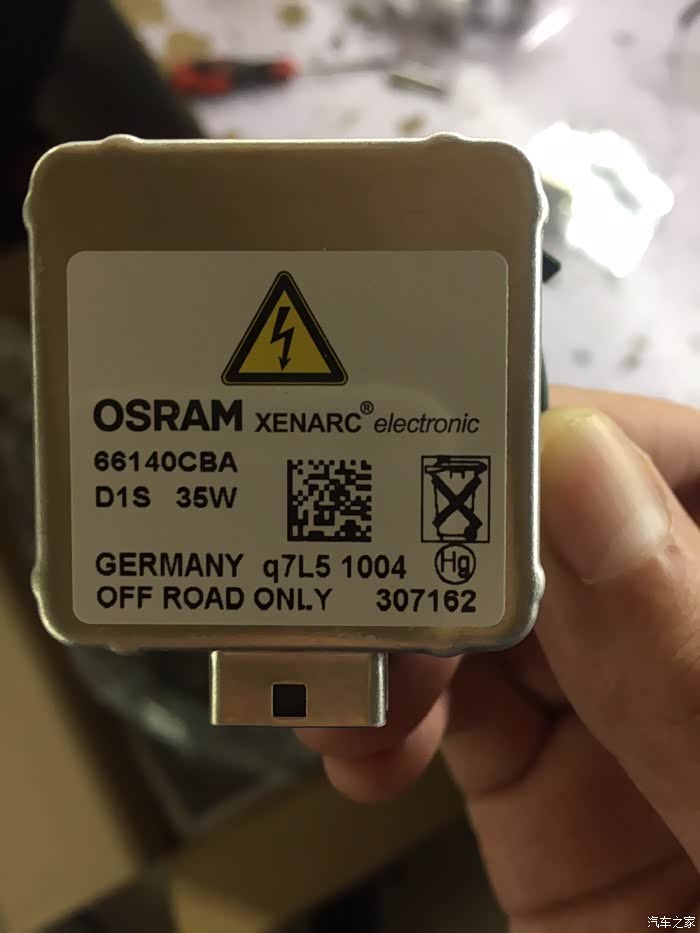 OSRAM XENARC® electronic
66140CBA
D1S 35W
GERMANY q7L5 1004 Hg
OFF ROAD ONLY 307162
汽车之家